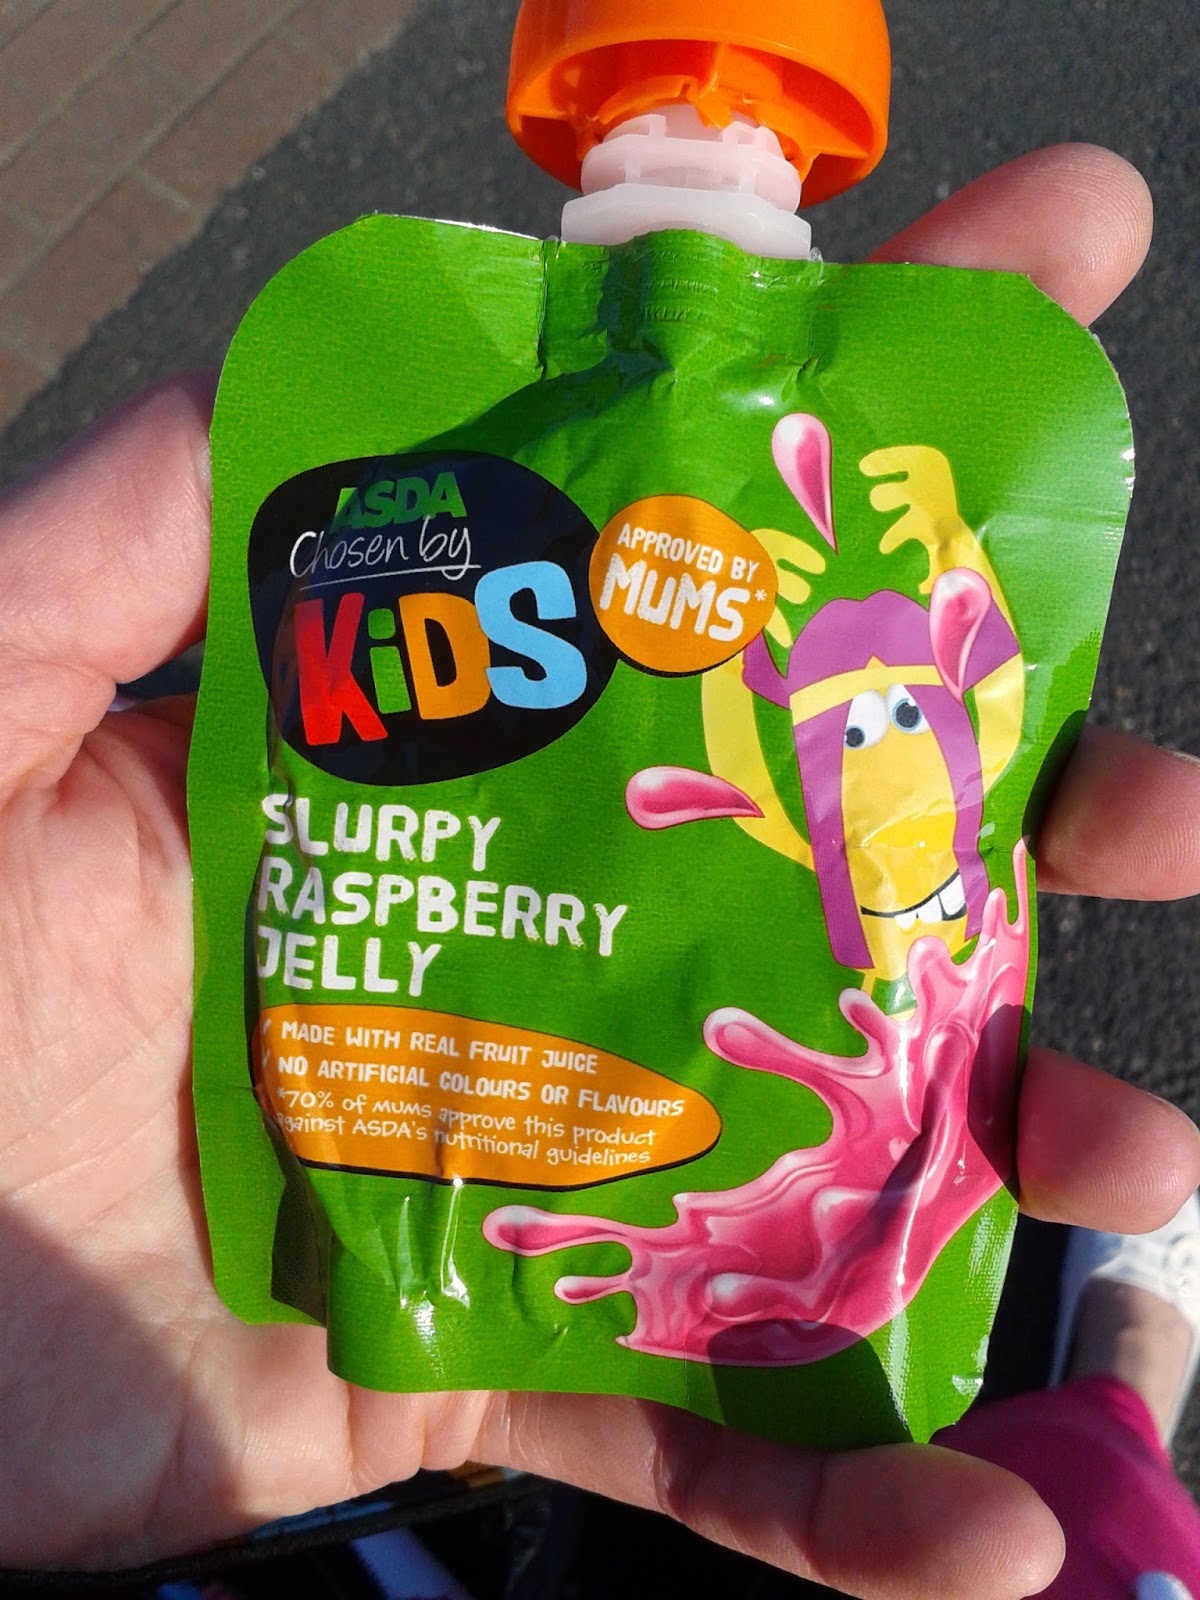 ASDA
Chosen by
KiDS
APPROVED BY
MUMS*
SLURPY
RASPBERRY
JELLY
MADE WITH REAL FRUIT JUICE
NO ARTIFICIAL COLOURS OR FLAVOURS
*70% of MUMS approve this product
against ASDA's nutritional guidelines